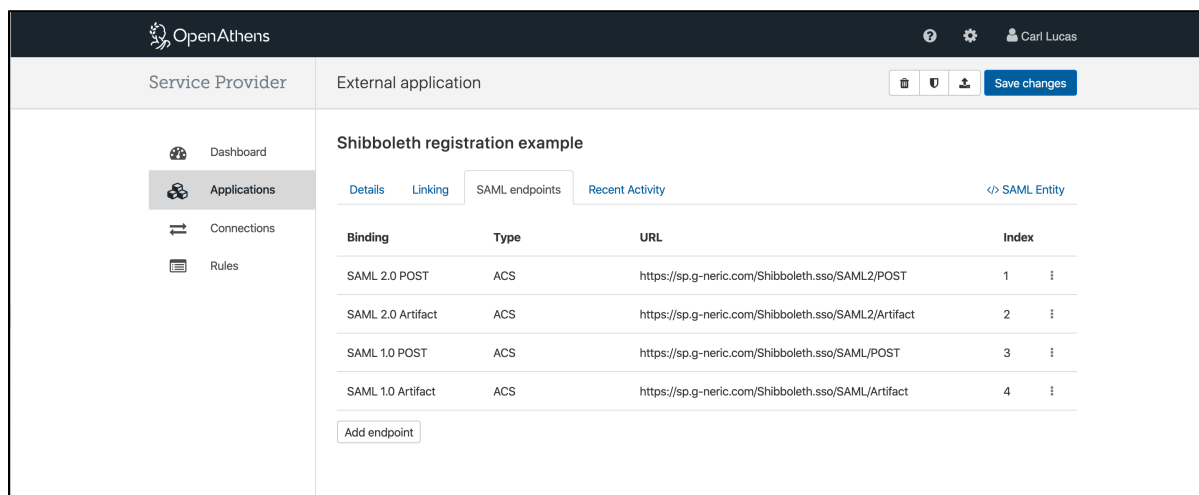 OpenAthens
Carl Lucas
Service Provider
External application
Save changes
Dashboard
Applications
Connections
Rules
Shibboleth registration example
Details Linking SAML endpoints Recent Activity </> SAML Entity
Binding Type URL Index
SAML 2.0 POST ACS https://sp.g-neric.com/Shibboleth.sso/SAML2/POST 1
SAML 2.0 Artifact ACS https://sp.g-neric.com/Shibboleth.sso/SAML2/Artifact 2
SAML 1.0 POST ACS https://sp.g-neric.com/Shibboleth.sso/SAML/POST 3
SAML 1.0 Artifact ACS https://sp.g-neric.com/Shibboleth.sso/SAML/Artifact 4
Add endpoint